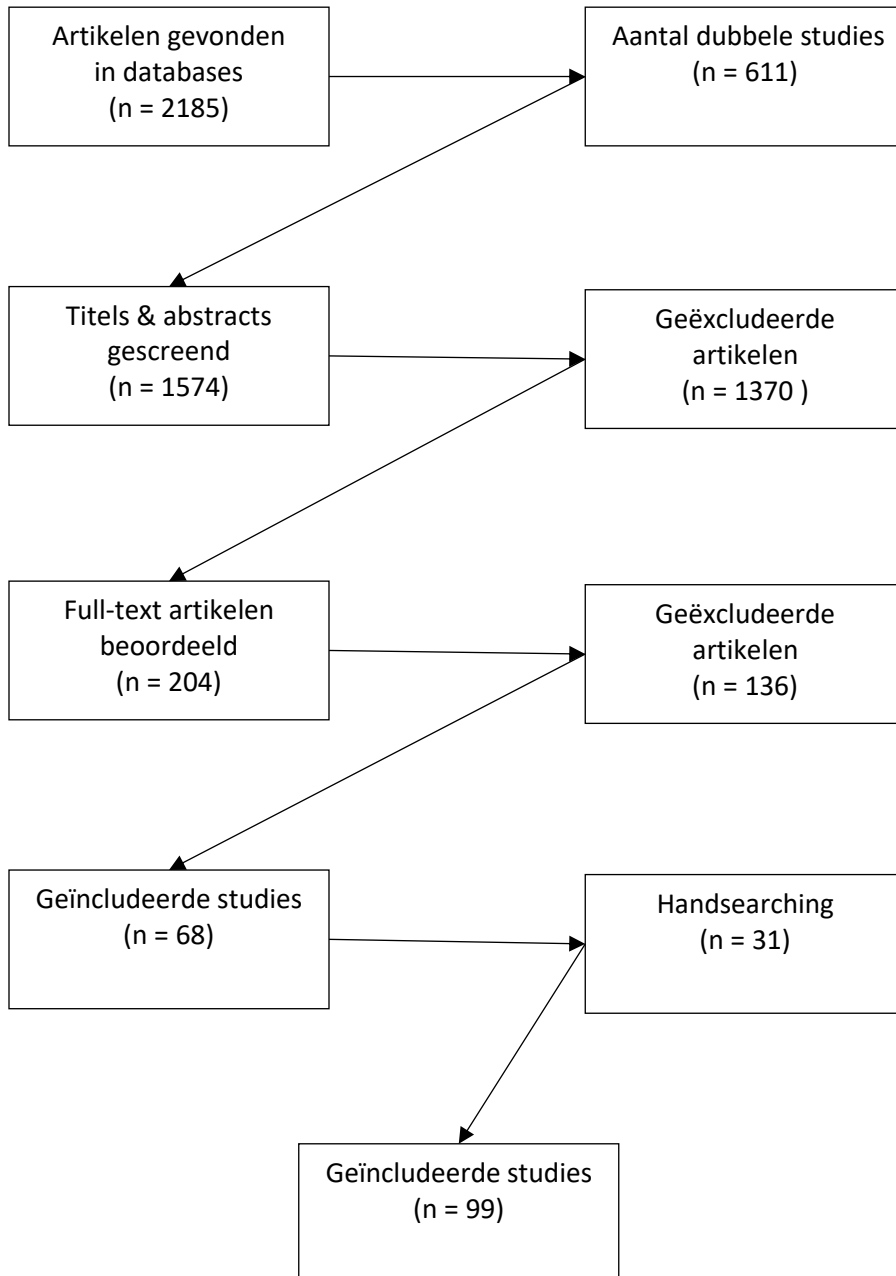 Artikelen gevonden
in databases
(n = 2185)
Aantal dubbele studies
(n = 611)
Titels & abstracts
gescreend
(n = 1574)
Geëxcludeerde
artikelen
(n = 1370 )
Full-text artikelen
beoordeeld
(n = 204)
Geëxcludeerde
artikelen
(n = 136)
Geïncludeerde studies
(n = 68)
Handsearching
(n = 31)
Geïncludeerde studies
(n = 99)